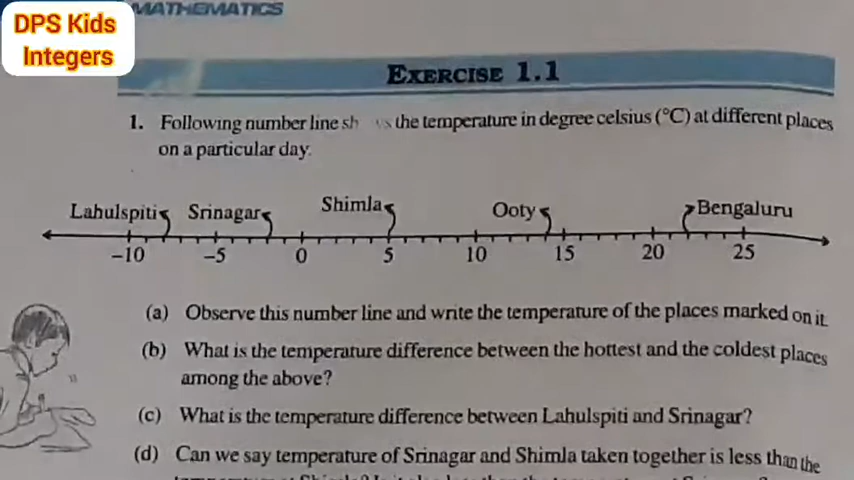 MATHEMATICS
DPS Kids
Integers
EXERCISE 1.1
1. Following number line the temperature in degree celsius (°C) at different places
on a particular day.
Lahulspiti Srinagar Shimla Ooty Bengaluru
–10 –5 0 5 10 15 20 25
(a) Observe this number line and write the temperature of the places marked on it.
(b) What is the temperature difference between the hottest and the coldest places
among the above?
(c) What is the temperature difference between Lahulspiti and Srinagar?
(d) Can we say temperature of Srinagar and Shimla taken together is less than the